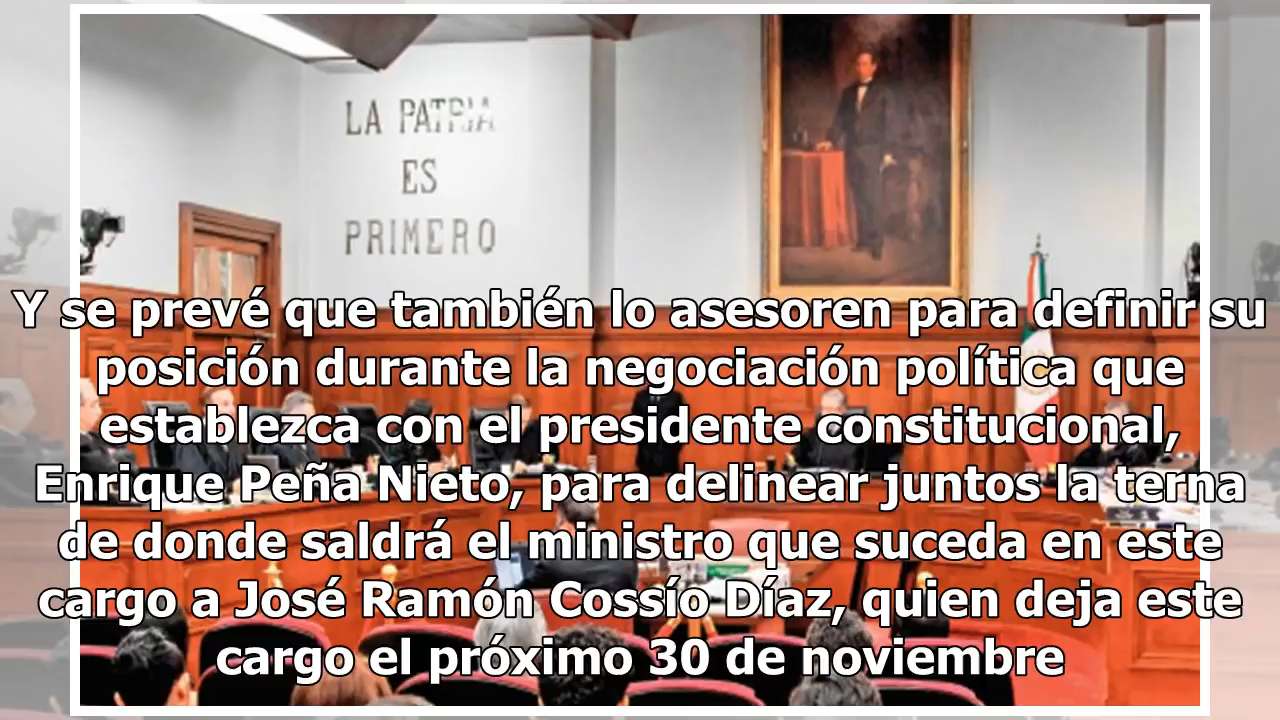 LA PATRIA
ES
PRIMERO
Y se prevé que también lo asesoren para definir su
posición durante la negociación política que
establezca con el presidente constitucional,
Enrique Peña Nieto, para delinear juntos la terna
de donde saldrá el ministro que suceda en este
cargo a José Ramón Cossío Díaz, quien deja este
cargo el próximo 30 de noviembre